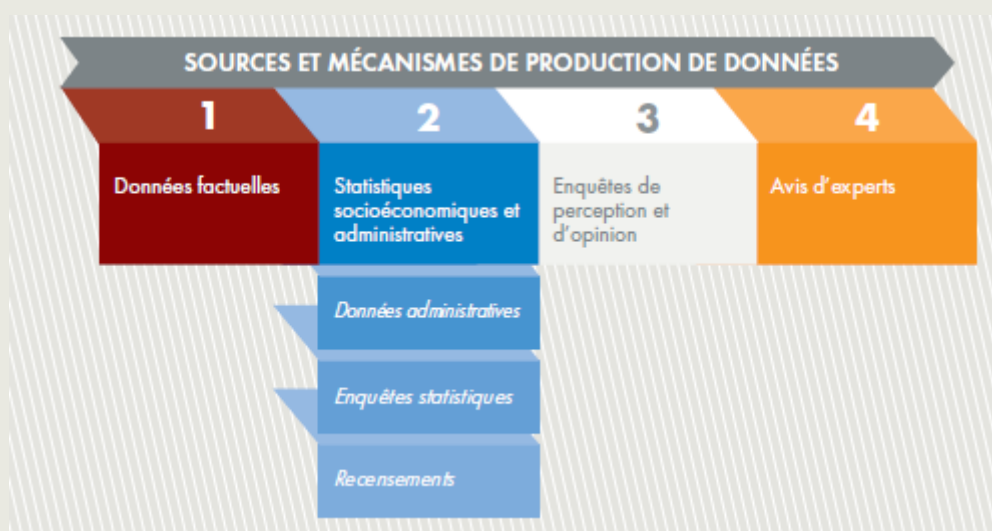 SOURCES ET MÉCANISMES DE PRODUCTION DE DONNÉES
1
2
3
4
Données factuelles
Statistiques
socioéconomiques et
administratives
Enquêtes de
perception et
d'opinion
Avis d'experts
Données administratives
Enquêtes statistiques
Recensements